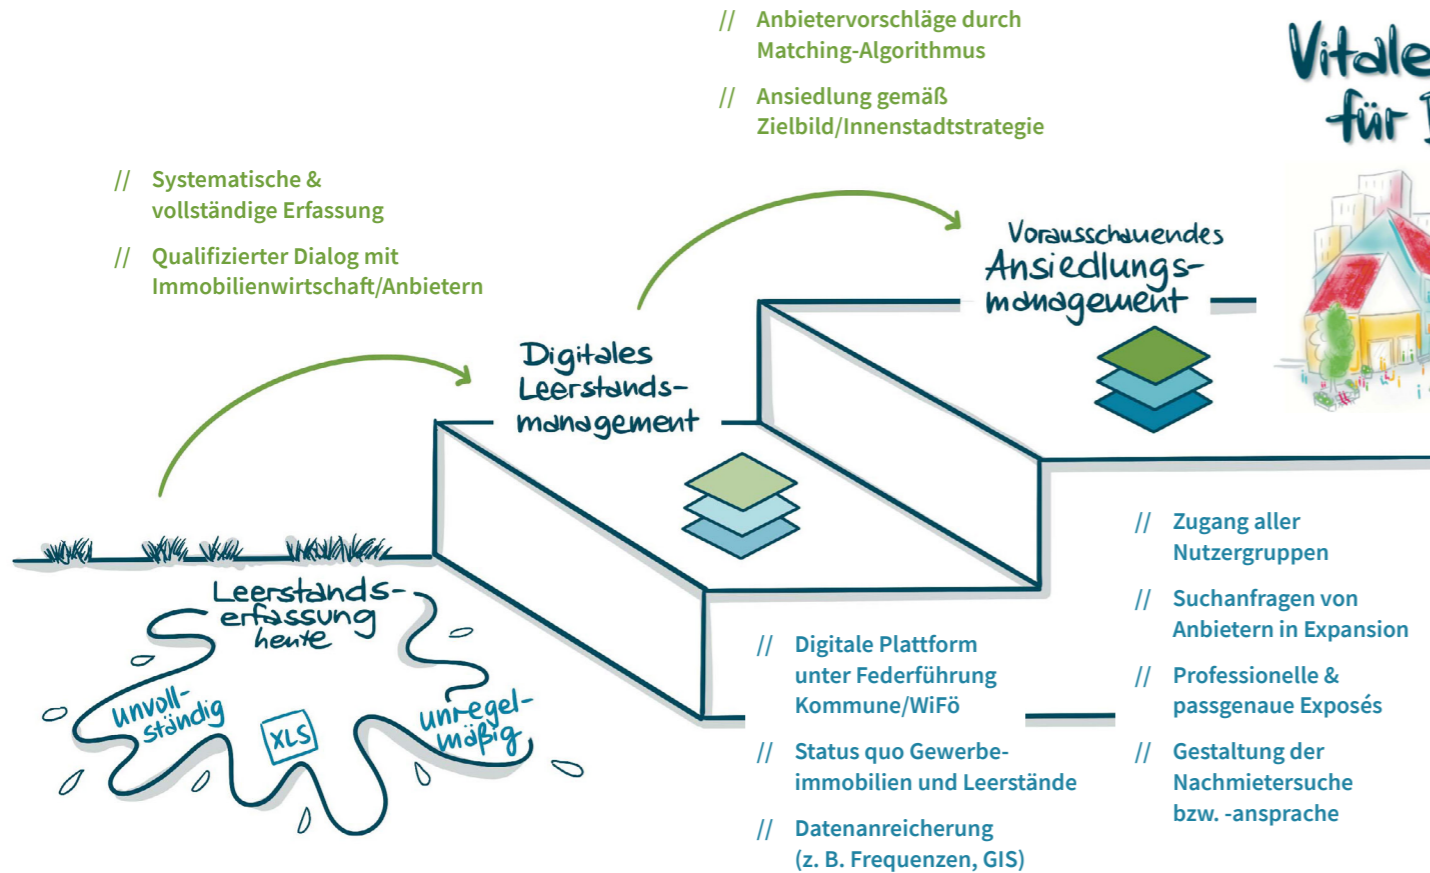 // Anbietervorschläge durch
Matching-Algorithmus
// Ansiedlung gemäß
Zielbild/Innenstadtstrategie
Vitale
für
// Systematische &
vollständige Erfassung
// Qualifizierter Dialog mit
Immobilienwirtschaft/Anbietern
Vorausschauendes
Ansiedlungs-
management
Digitales
Leerstands-
management
Leerstands-
erfassung
heute
unvoll-
ständig
XLS
unregel-
mäßig
// Digitale Plattform
unter Federführung
Kommune/WiFö
// Status quo Gewerbe-
immobilien und Leerstände
// Datenanreicherung
(z. B. Frequenzen, GIS)
// Zugang aller
Nutzergruppen
// Suchanfragen von
Anbietern in Expansion
// Professionelle &
passgenaue Exposés
// Gestaltung der
Nachmietersuche
bzw. -ansprache